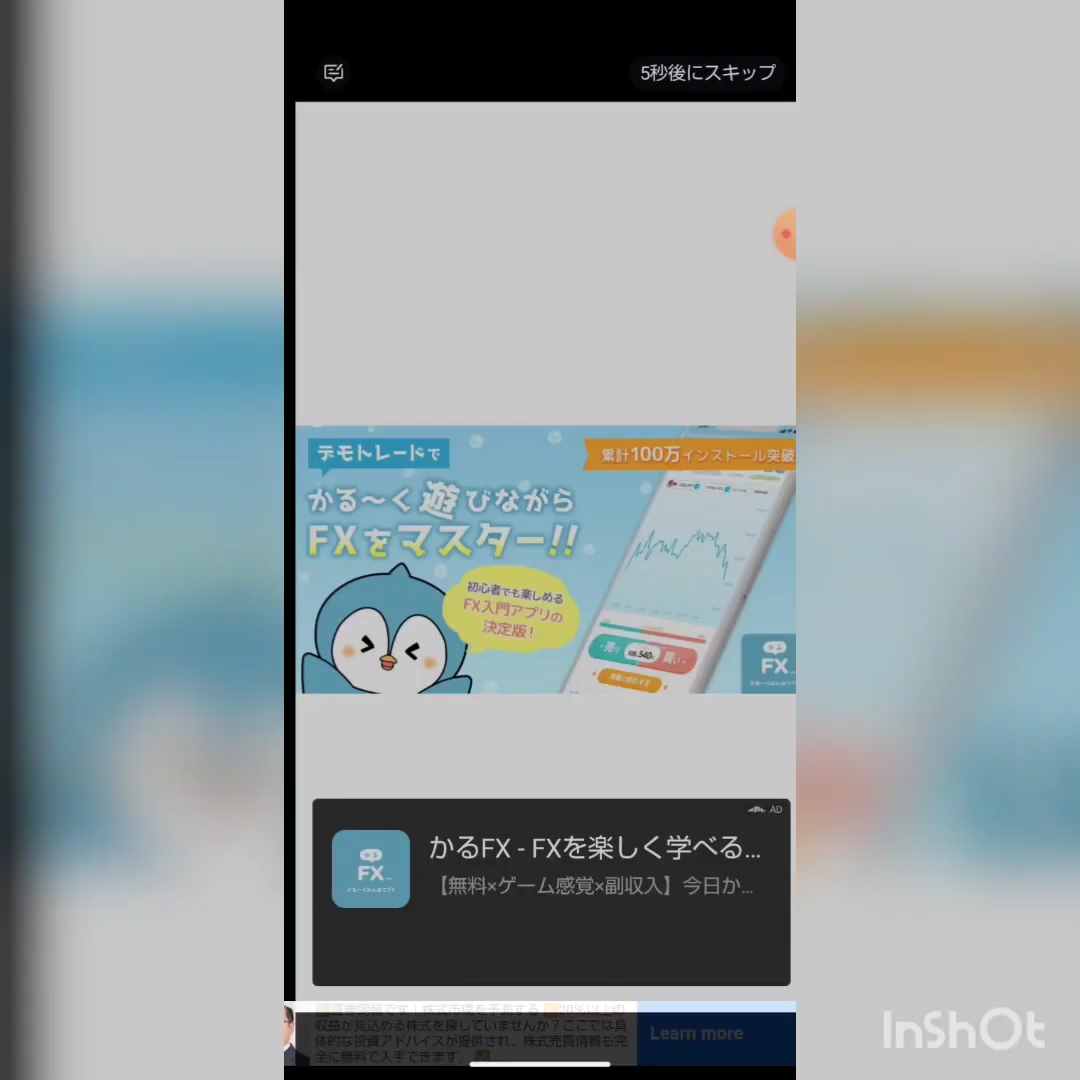 5秒後にスキップ
デモトレードで
累計100万インストール突破
かる～く遊びながら
FXをマスター!!
初心者でも楽しめる
FX入門アプリの
決定版!
売り
買い
かる
FX
AD
かる
FX
かるFX - FXを楽しく学べる...
【無料×ゲーム感覚×副収入】今日か...
収益が見込める株式を探していませんか？ここでは具
体的な投資アドバイスが提供され、株式売買情報も完
全に無料で入手できます。
Learn more
InShOt